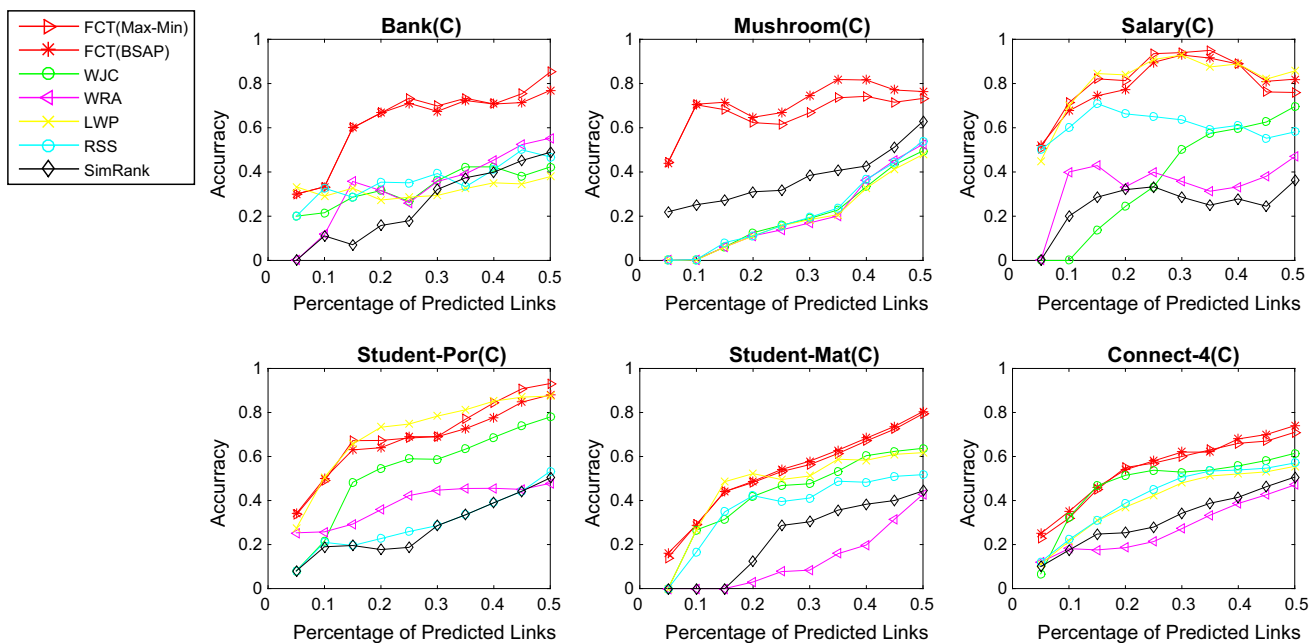 FCT(Max-Min)
FCT(BSAP)
WJC
WRA
LWP
RSS
SimRank
Bank(C)
1
0.8
0.6
0.4
0.2
0
Accurracy
0 0.1 0.2 0.3 0.4 0.5
Percentage of Predicted Links
Mushroom(C)
1
0.8
0.6
0.4
0.2
0
Accurracy
0 0.1 0.2 0.3 0.4 0.5
Percentage of Predicted Links
Salary(C)
1
0.8
0.6
0.4
0.2
0
Accurracy
0 0.1 0.2 0.3 0.4 0.5
Percentage of Predicted Links
Student-Por(C)
1
0.8
0.6
0.4
0.2
0
Accurracy
0 0.1 0.2 0.3 0.4 0.5
Percentage of Predicted Links
Student-Mat(C)
1
0.8
0.6
0.4
0.2
0
Accurracy
0 0.1 0.2 0.3 0.4 0.5
Percentage of Predicted Links
Connect-4(C)
1
0.8
0.6
0.4
0.2
0
Accurracy
0 0.1 0.2 0.3 0.4 0.5
Percentage of Predicted Links